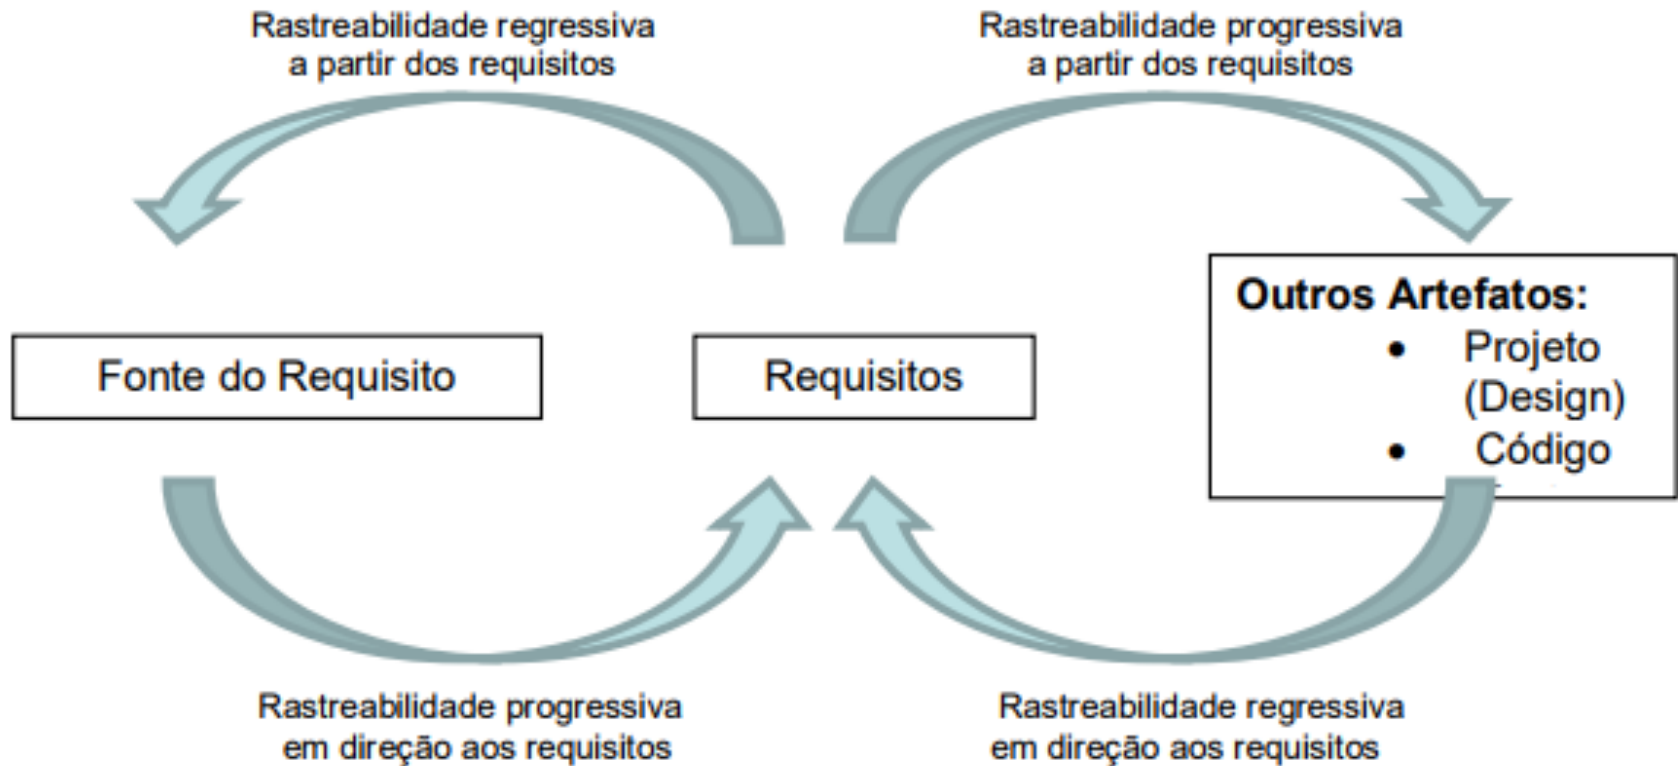 Rastreabilidade regressiva
a partir dos requisitos
Rastreabilidade progressiva
a partir dos requisitos
Fonte do Requisito
Requisitos
Outros Artefatos:
• Projeto
(Design)
• Código
Rastreabilidade progressiva
em direção aos requisitos
Rastreabilidade regressiva
em direção aos requisitos